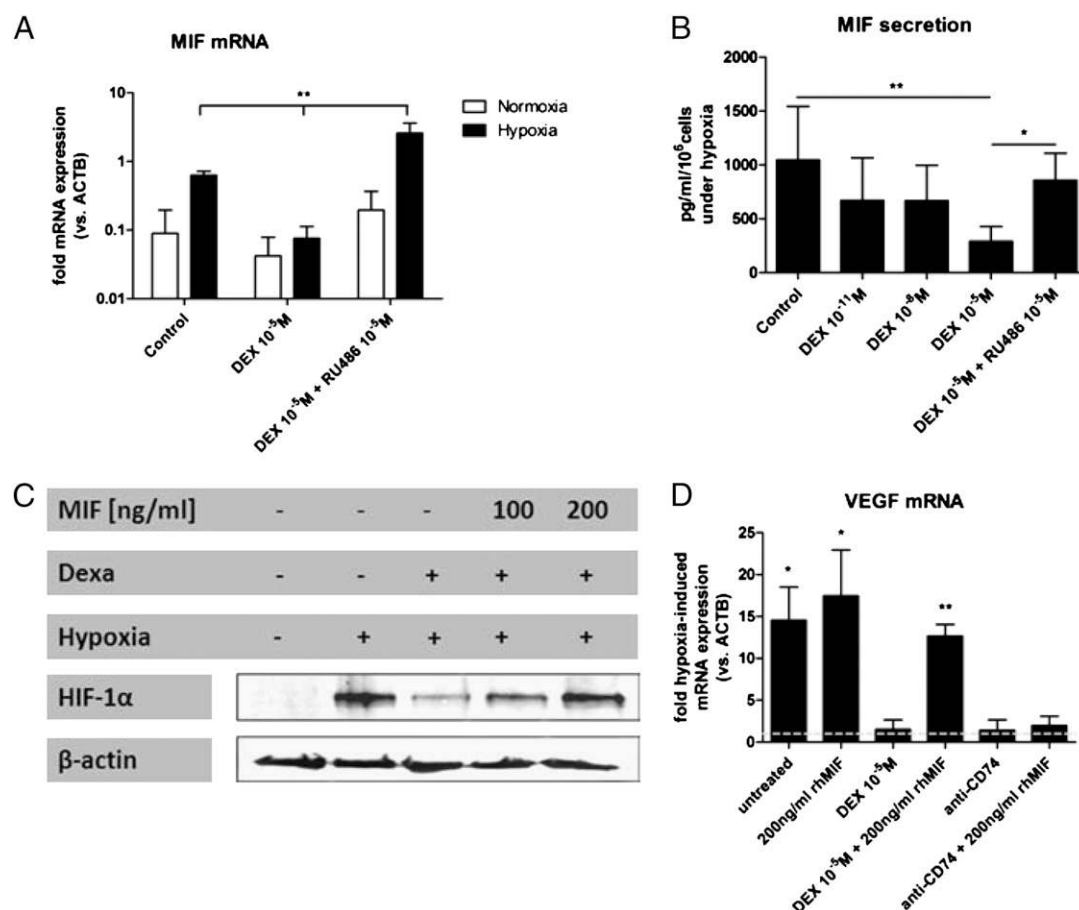 A
MIF mRNA
fold mRNA expression
(vs. ACTB)
10
1
0.1
0.01
Normoxia
Hypoxia
**
Control
DEX 10⁻⁵M
DEX 10⁻⁵M + RU486 10⁻⁵M
B
MIF secretion
pg/ml/10⁶cells
under hypoxia
2000
1500
1000
500
0
**
*
Control
DEX 10⁻¹¹M
DEX 10⁻⁸M
DEX 10⁻⁵M
DEX 10⁻⁵M + RU486 10⁻⁵M
C
MIF [ng/ml] - - - 100 200
Dexa - - + + +
Hypoxia - + + + +
HIF-1α
β-actin
D
VEGF mRNA
fold hypoxia-induced
mRNA expression
(vs. ACTB)
25
20
15
10
5
0
*
*
**
untreated
200ng/ml rhMIF
DEX 10⁻⁵M
DEX 10⁻⁵M + 200ng/ml rhMIF
anti-CD74
anti-CD74 + 200ng/ml rhMIF